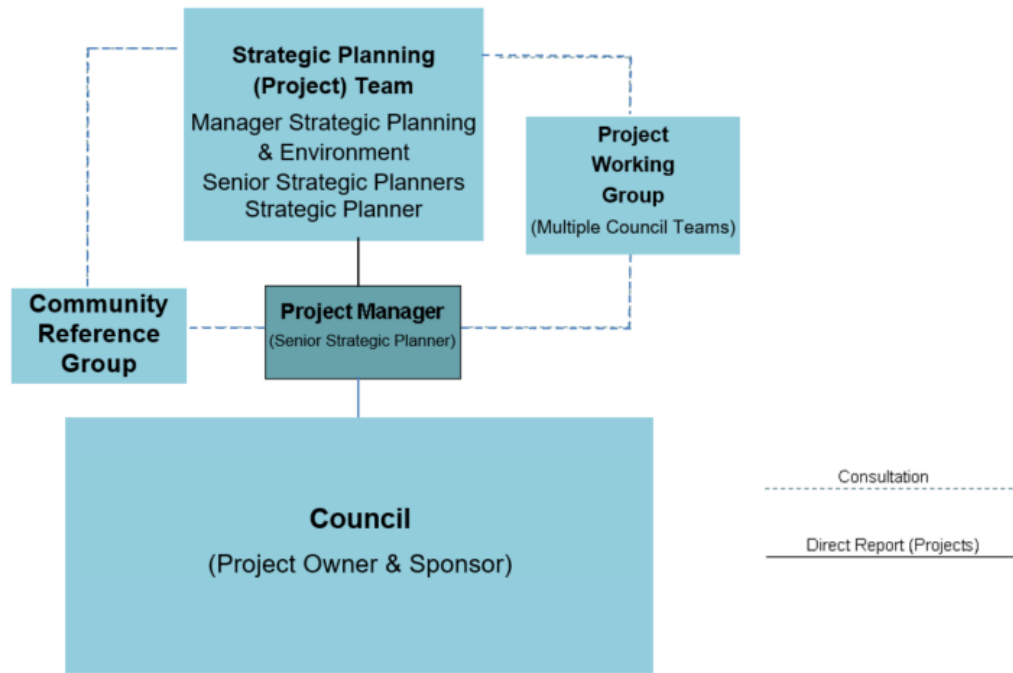 Strategic Planning
(Project) Team
Manager Strategic Planning
& Environment
Senior Strategic Planners
Strategic Planner
Project
Working
Group
(Multiple Council Teams)
Community
Reference
Group
Project Manager
(Senior Strategic Planner)
Council
(Project Owner & Sponsor)
Consultation
Direct Report (Projects)